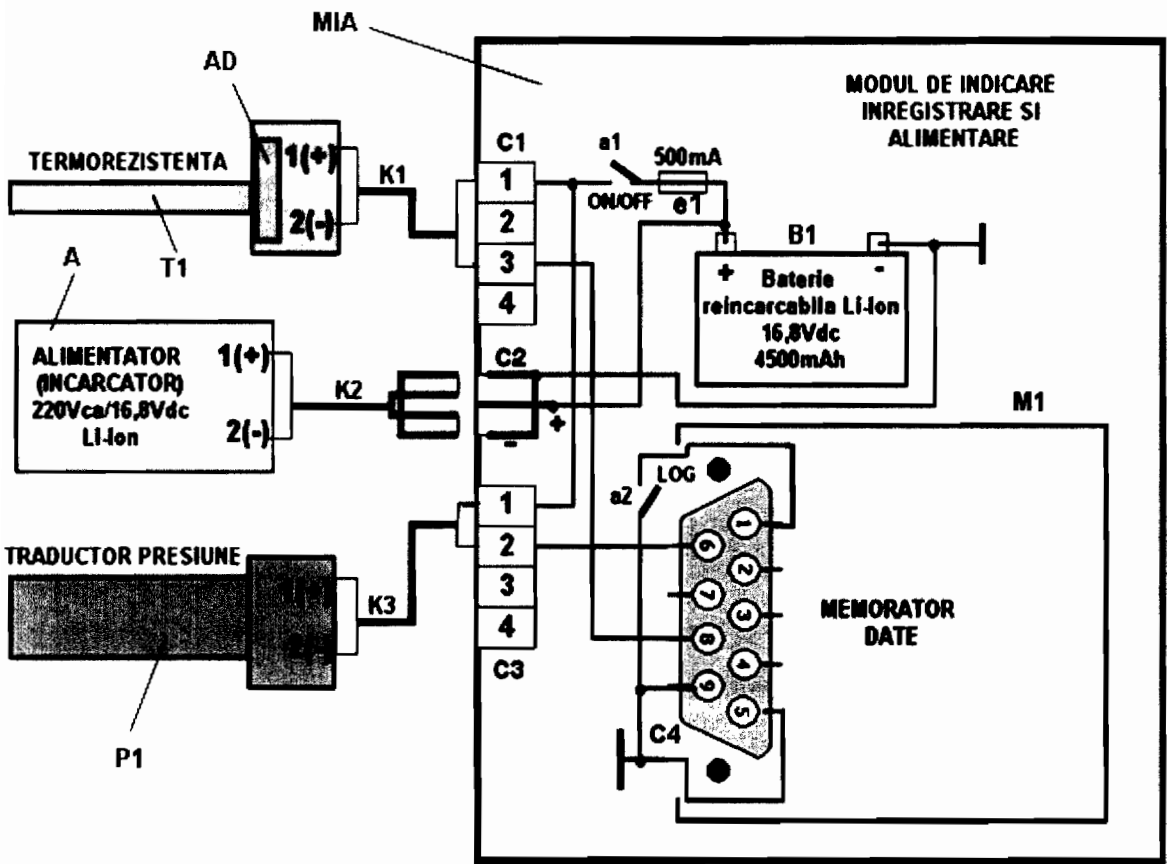 MIA
AD
MODUL DE INDICARE
INREGISTRARE SI
ALIMENTARE
TERMOREZISTENTA
1(+)
2(-)
K1
T1
C1
1
2
3
4
a1
ON/OFF
500mA
e1
B1
+
-
Baterie
reincarcabila Li-Ion
16,8Vdc
4500mAh
A
ALIMENTATOR
(INCARCATOR)
220Vca/16,8Vdc
Li-Ion
1(+)
2(-)
K2
C2
+
-
M1
TRADUCTOR PRESIUNE
K3
P1
1
2
3
4
C3
a2
LOG
1
6
2
7
3
8
4
9
5
C4
MEMORATOR
DATE